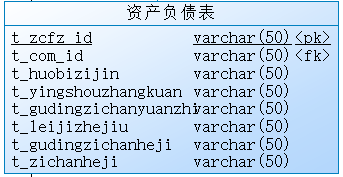 资产负债表
t_zcfz_id varchar(50) <pk>
t_com_id varchar(50) <fk>
t_huobizijin varchar(50)
t_yingshouzhangkuan varchar(50)
t_gudingzichanyuanzhi varchar(50)
t_leijizhejiu varchar(50)
t_gudingzichanheji varchar(50)
t_zichanheji varchar(50)